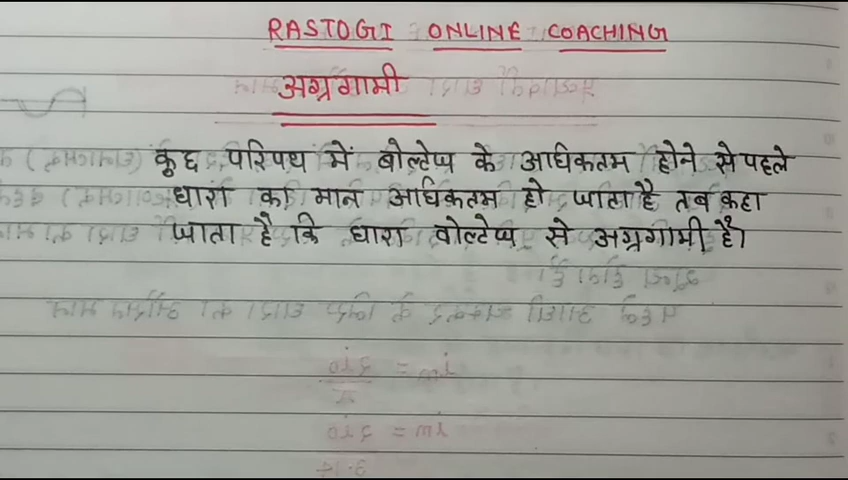 RASTOGI ONLINE COACHING
अग्रगामी
कुछ परिपथ में वोल्टेज के अधिकतम होने से पहले
धारा का मान अधिकतम हो जाता है तब कहा
जाता है कि धारा वोल्टेज से अग्रगामी है।